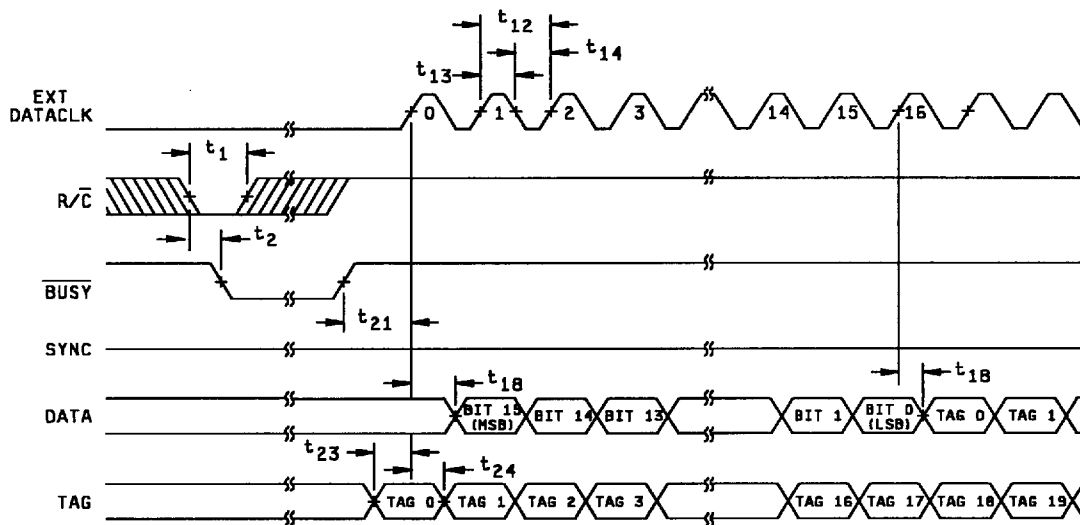 t12
t14
t13
EXT
DATACLK
0 1 2 3 14 15 16
t1
R/C̅
t2
B̅U̅S̅Y̅
t21
SYNC
t18 t18
DATA
BIT 15
(MSB)
BIT 14 BIT 13 BIT 1
BIT 0
(LSB)
TAG 0 TAG 1
t23 t24
TAG
TAG 0 TAG 1 TAG 2 TAG 3 TAG 16 TAG 17 TAG 18 TAG 19